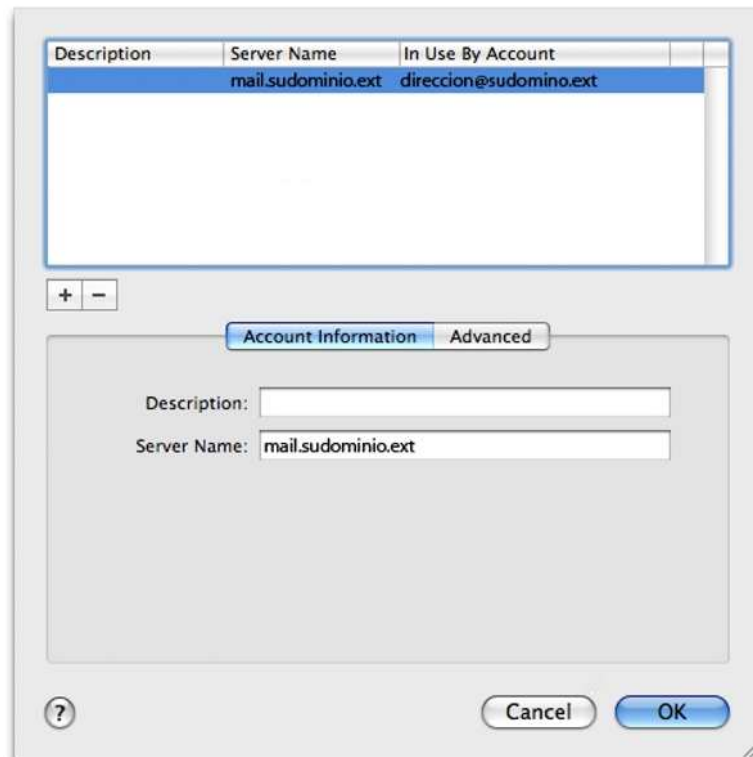 Description Server Name In Use By Account
mail.sudominio.ext direccion@sudomino.ext
+ −
Account Information Advanced
Description:
Server Name: mail.sudominio.ext
? Cancel OK